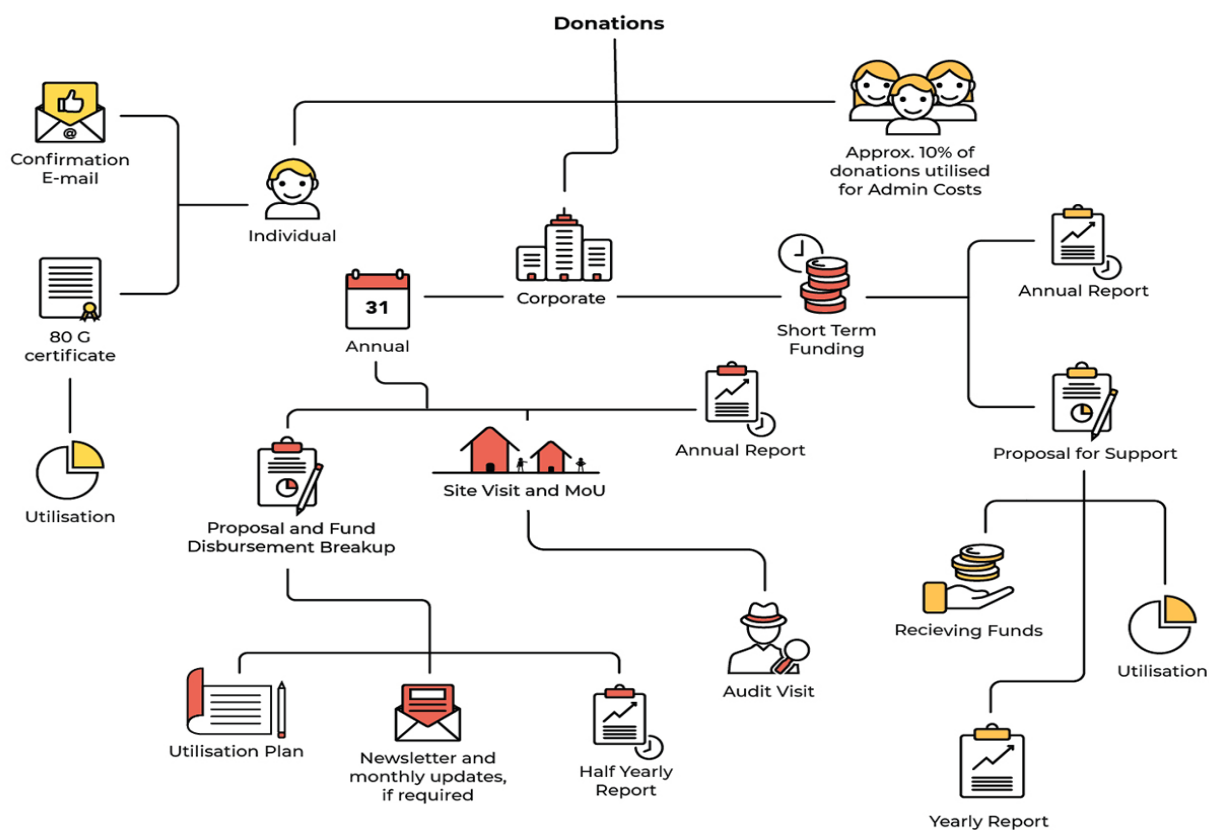 Donations
Confirmation
E-mail
Individual
Approx. 10% of
donations utilised
for Admin Costs
80 G
certificate
31
Annual
Corporate
Short Term
Funding
Annual Report
Utilisation
Proposal and Fund
Disbursement Breakup
Site Visit and MoU
Annual Report
Proposal for Support
Recieving Funds
Utilisation
Audit Visit
Utilisation Plan
Newsletter and
monthly updates,
if required
Half Yearly
Report
Yearly Report